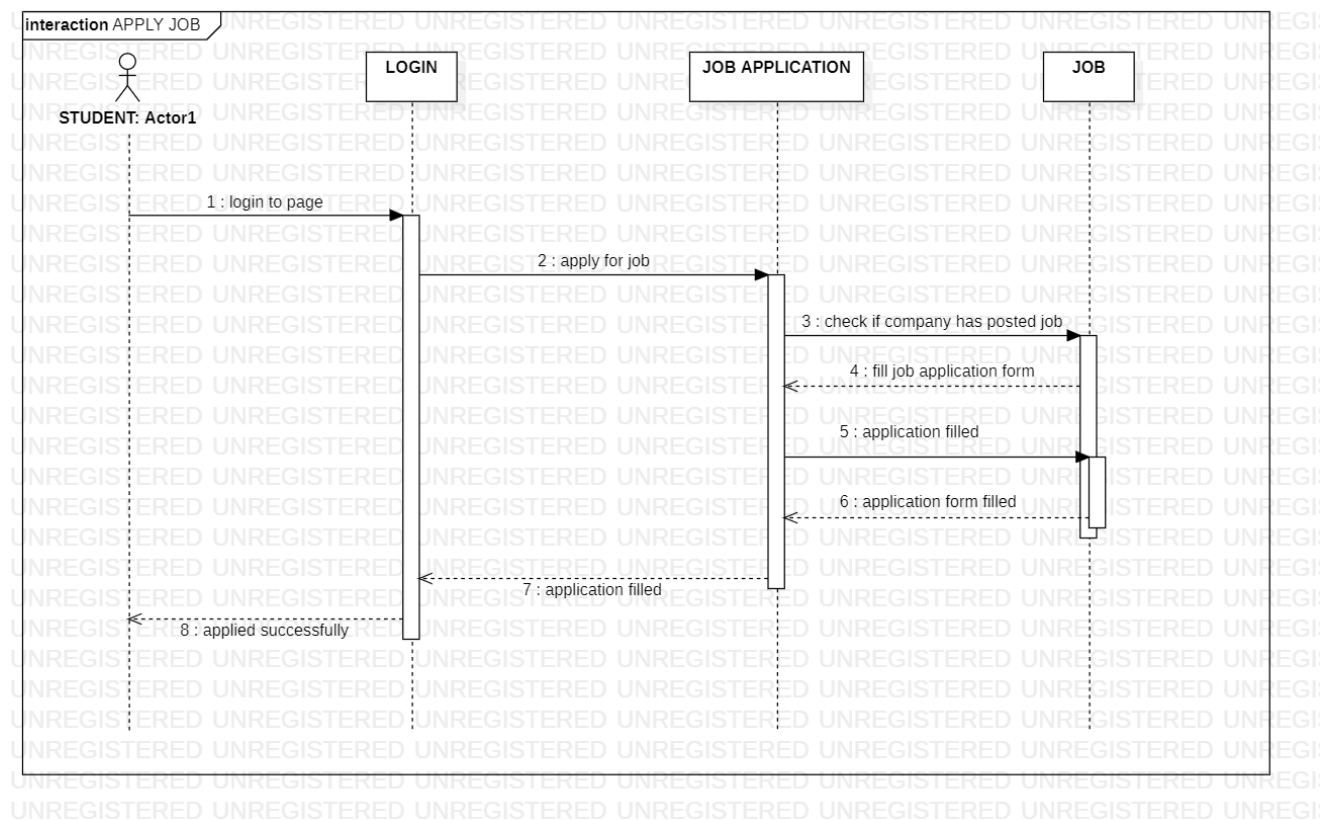 interaction APPLY JOB
STUDENT: Actor1
LOGIN
JOB APPLICATION
JOB
1 : login to page
2 : apply for job
3 : check if company has posted job
4 : fill job application form
5 : application filled
6 : application form filled
7 : application filled
8 : applied successfully
UNREGISTERED